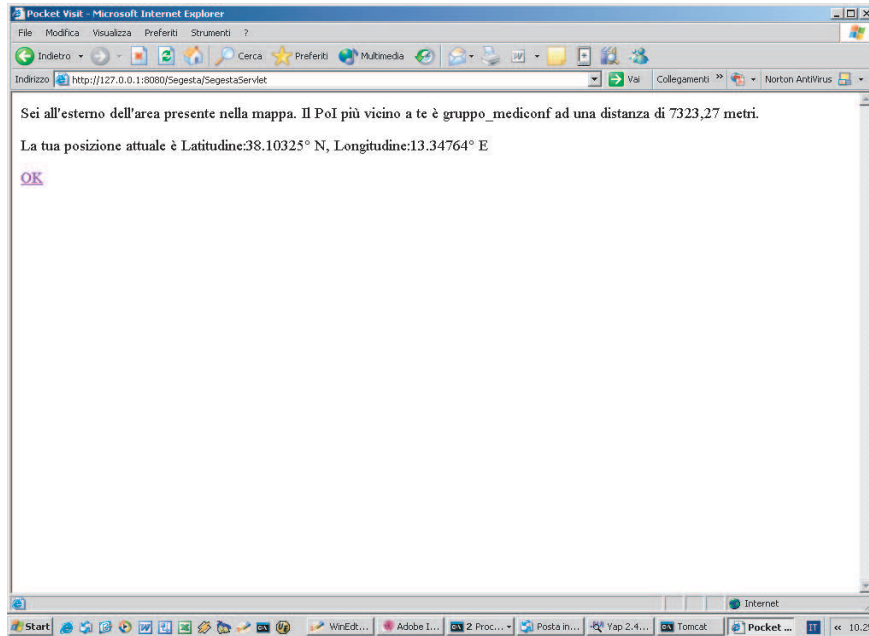 Pocket Visit - Microsoft Internet Explorer
File Modifica Visualizza Preferiti Strumenti ?
Indietro Cerca Preferiti Multimedia
Indirizzo http://127.0.0.1:8080/Segesta/SegestaServlet Vai Collegamenti » Norton AntiVirus
Sei all'esterno dell'area presente nella mappa. Il PoI più vicino a te è gruppo_mediconf ad una distanza di 7323,27 metri.
La tua posizione attuale è Latitudine:38.10325° N, Longitudine:13.34764° E
OK
Internet
Start WinEdt... Adobe I... 2 Proc... Posta in... Yap 2.4... Tomcat Pocket ... IT « 10.2